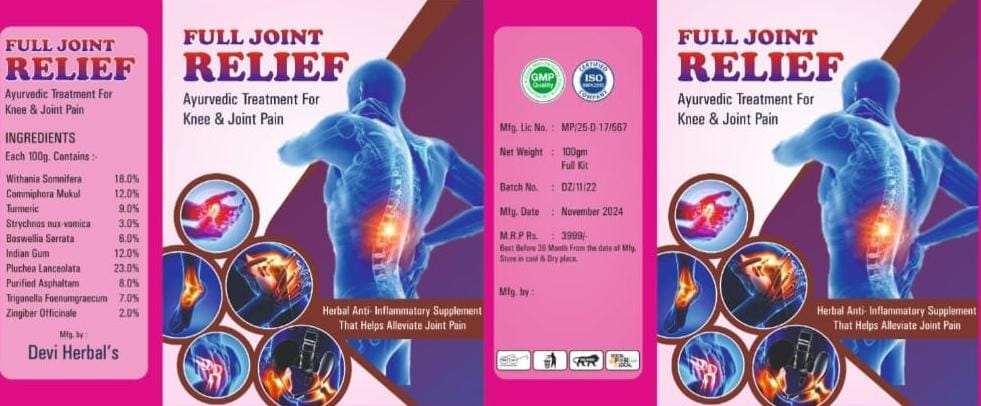 FULL JOINT
RELIEF
Ayurvedic Treatment For
Knee & Joint Pain
INGREDIENTS
Each 100g. Contains :-
Withania Somnifera 18.0%
Commiphora Mukul 12.0%
Turmeric 9.0%
Strychnos nux-vomica 3.0%
Boswellia Serrata 6.0%
Indian Gum 12.0%
Pluchea Lanceolata 23.0%
Purified Asphaltam 8.0%
Trigonella Foenumgraecum 7.0%
Zingiber Officinale 2.0%
Mfg. by :
Devi Herbal's
FULL JOINT
RELIEF
Ayurvedic Treatment For
Knee & Joint Pain
Herbal Anti- Inflammatory Supplement
That Helps Alleviate Joint Pain
GMP
Quality
CERTIFIED
ISO
COMPANY
Mfg. Lic No. : MP/25-D-17/567
Net Weight : 100gm
Full Kit
Batch No. : DZ/11/22
Mfg. Date : November 2024
M.R.P Rs. : 3999/-
Best Before 36 Month From the date of Mfg.
Store in cool & Dry place.
Mfg. by :
FULL JOINT
RELIEF
Ayurvedic Treatment For
Knee & Joint Pain
Herbal Anti- Inflammatory Supplement
That Helps Alleviate Joint Pain